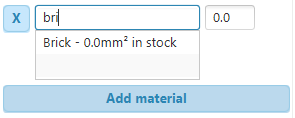 X bri 0.0
Brick - 0.0mm² in stock
Add material